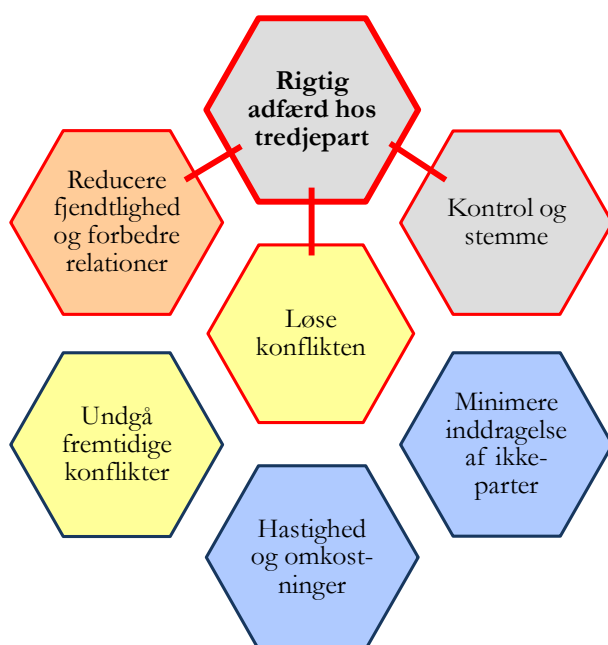 Rigtig
adfærd hos
tredjepart
Reducere
fjendtlighed
og forbedre
relationer
Kontrol og
stemme
Løse
konflikten
Undgå
fremtidige
konflikter
Minimere
inddragelse
af ikke-
parter
Hastighed
og omkost-
ninger